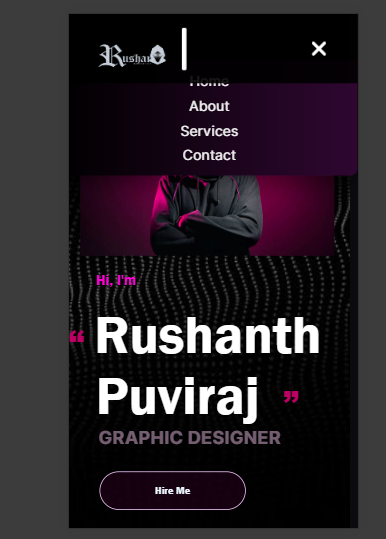 Rushan
Home
About
Services
Contact
Hi, I'm
“ Rushanth
Puviraj ”
GRAPHIC DESIGNER
Hire Me